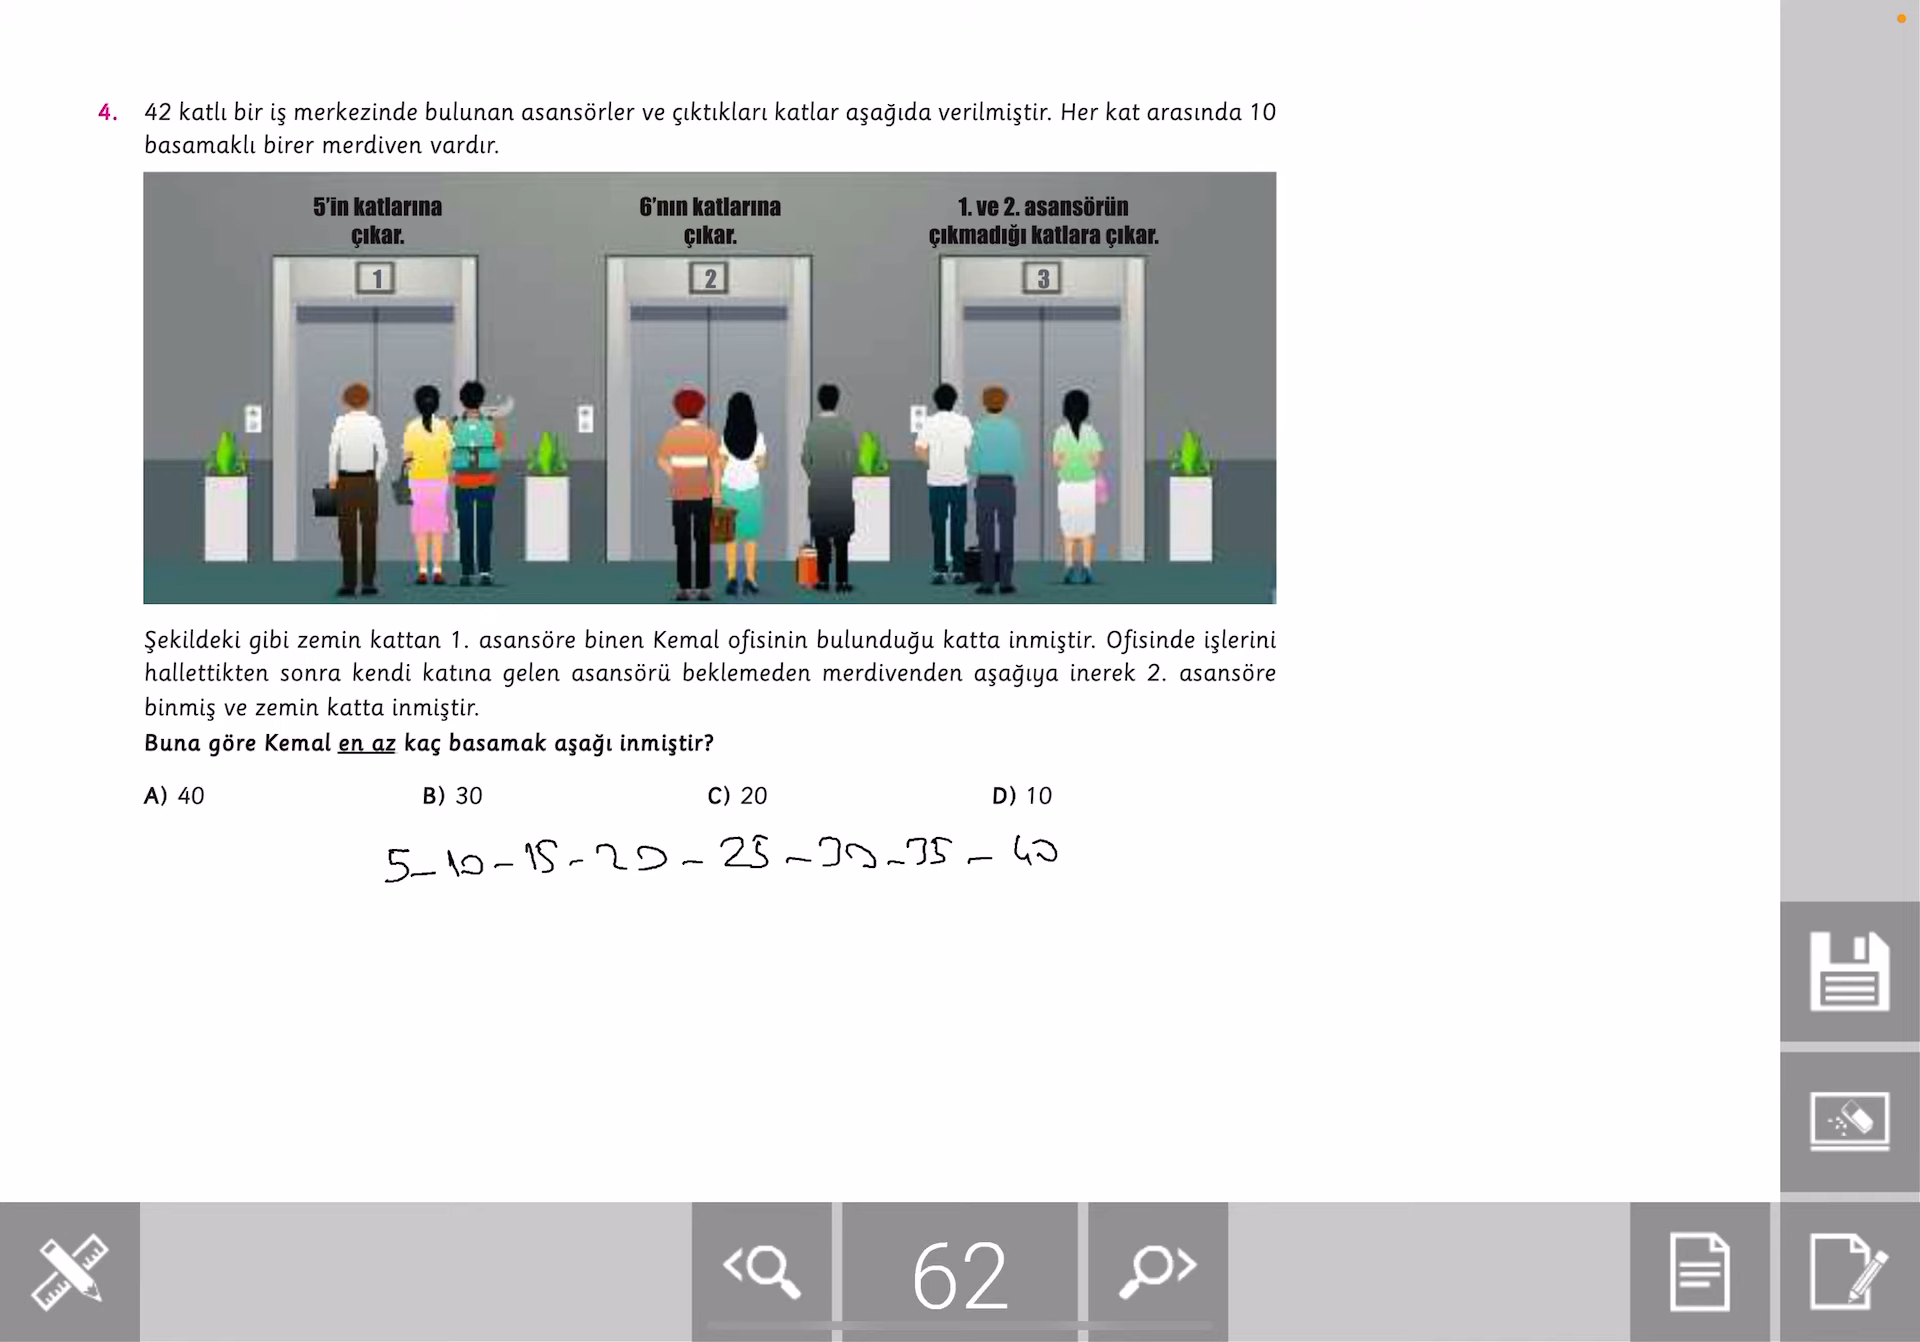 4. 42 katlı bir iş merkezinde bulunan asansörler ve çıktıkları katlar aşağıda verilmiştir. Her kat arasında 10
basamaklı birer merdiven vardır.
5'in katlarına
çıkar.
6'nın katlarına
çıkar.
1. ve 2. asansörün
çıkmadığı katlara çıkar.
1
2
3
Şekildeki gibi zemin kattan 1. asansöre binen Kemal ofisinin bulunduğu katta inmiştir. Ofisinde işlerini
hallettikten sonra kendi katına gelen asansörü beklemeden merdivenden aşağıya inerek 2. asansöre
binmiş ve zemin katta inmiştir.
Buna göre Kemal en az kaç basamak aşağı inmiştir?
A) 40 B) 30 C) 20 D) 10
5-10-15-20-25-30-35-40
62